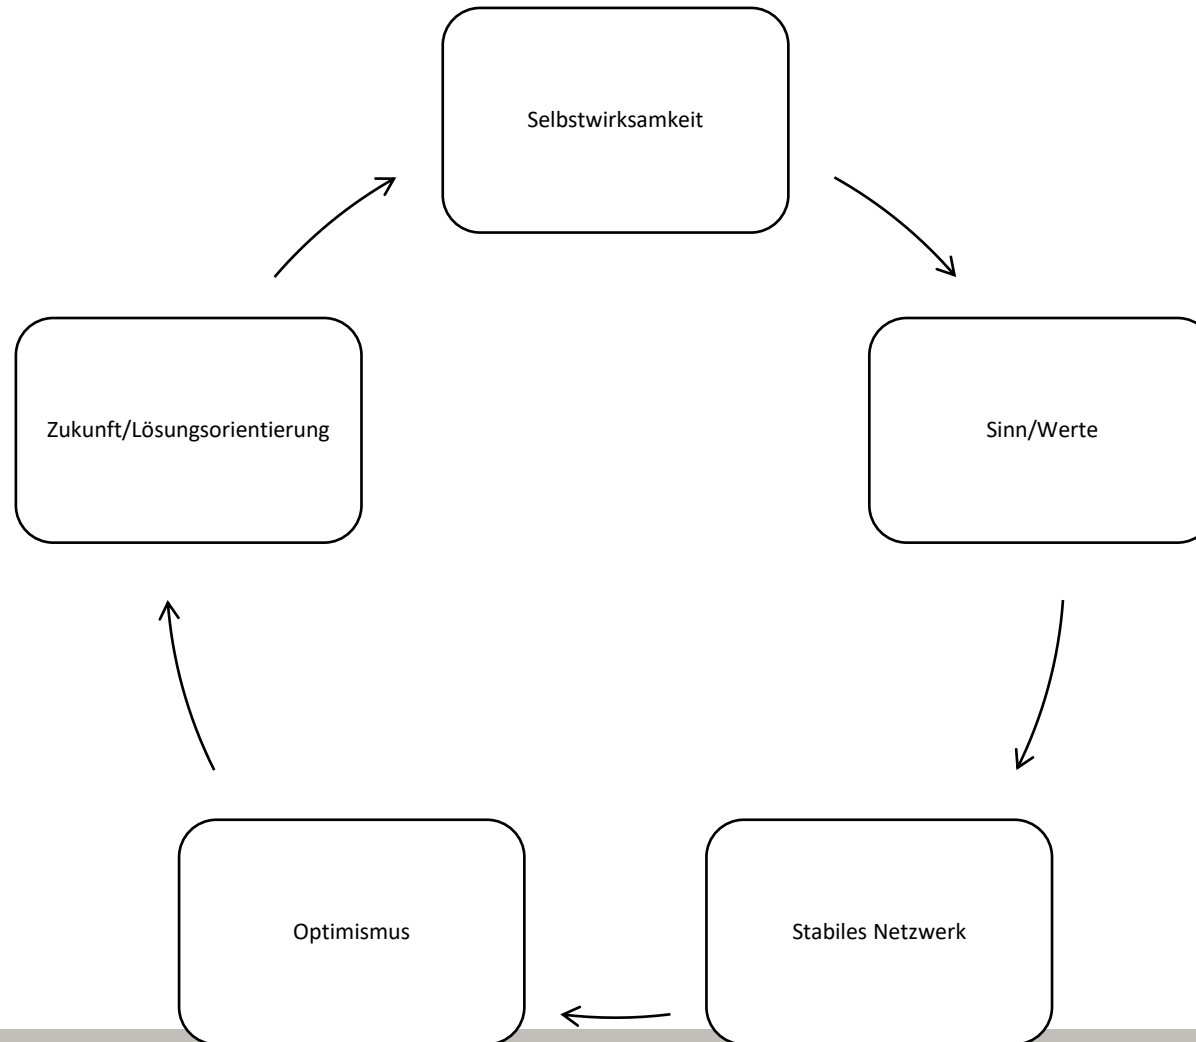 Selbstwirksamkeit
Sinn/Werte
Stabiles Netzwerk
Optimismus
Zukunft/Lösungsorientierung